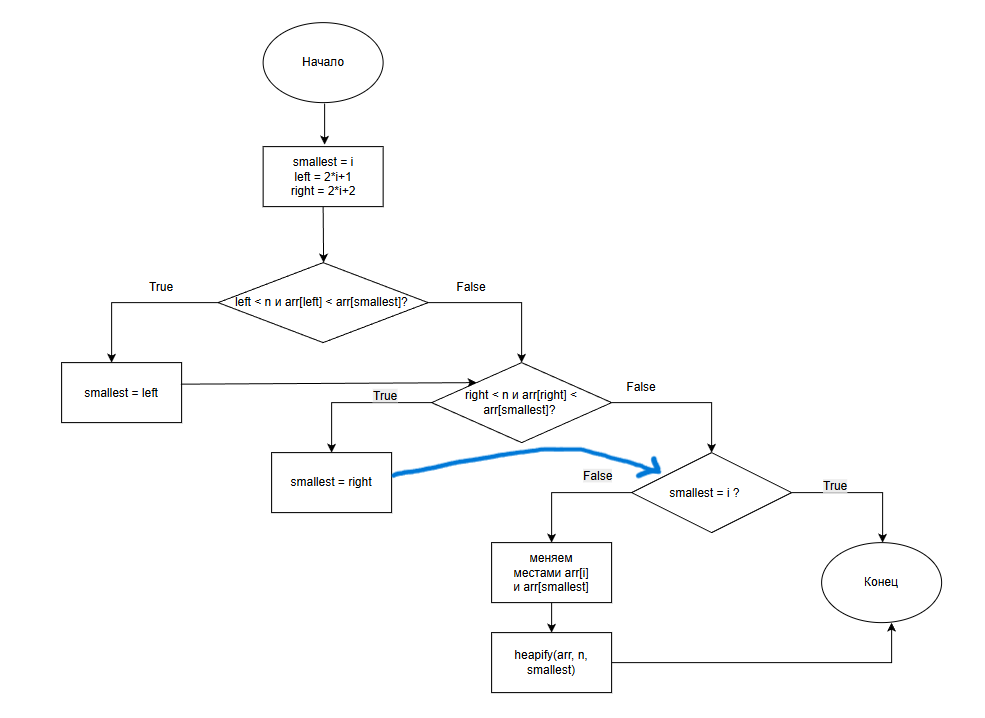 Начало
smallest = i
left = 2*i+1
right = 2*i+2
True
False
left < n и arr[left] < arr[smallest]?
smallest = left
True
right < n и arr[right] <
arr[smallest]?
False
smallest = right
False
smallest = i ?
True
меняем
местами arr[i]
и arr[smallest]
Конец
heapify(arr, n,
smallest)